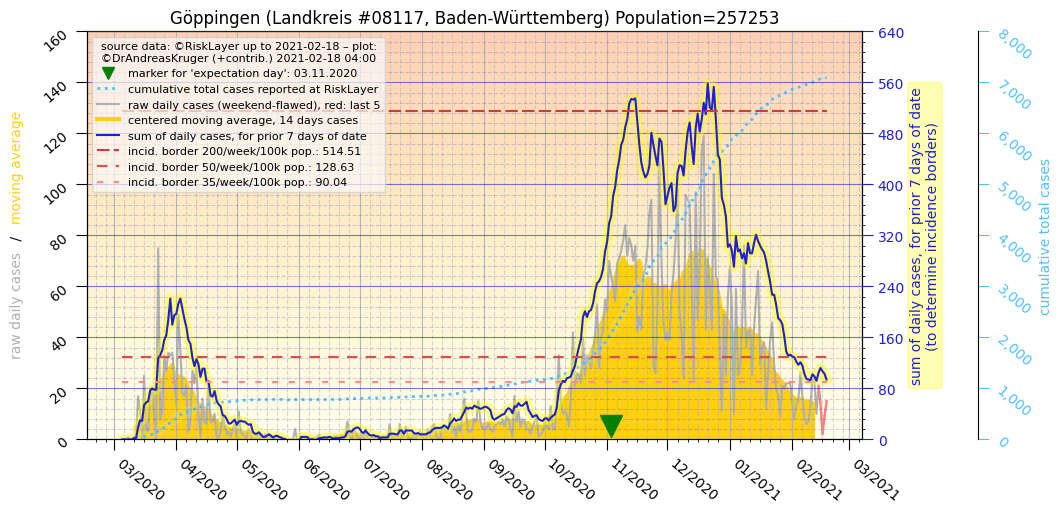 Göppingen (Landkreis #08117, Baden-Württemberg) Population=257253
source data: ©RiskLayer up to 2021-02-18 – plot:
©DrAndreasKruger (+contrib.) 2021-02-18 04:00
marker for 'expectation day': 03.11.2020
cumulative total cases reported at RiskLayer
raw daily cases (weekend-flawed), red: last 5
centered moving average, 14 days cases
sum of daily cases, for prior 7 days of date
incid. border 200/week/100k pop.: 514.51
incid. border 50/week/100k pop.: 128.63
incid. border 35/week/100k pop.: 90.04
raw daily cases / moving average
160
140
120
100
80
60
40
20
0
03/2020
04/2020
05/2020
06/2020
07/2020
08/2020
09/2020
10/2020
11/2020
12/2020
01/2021
02/2021
03/2021
640
560
480
400
320
240
160
80
0
sum of daily cases, for prior 7 days of date
(to determine incidence borders)
8,000
7,000
6,000
5,000
4,000
3,000
2,000
1,000
0
cumulative total cases